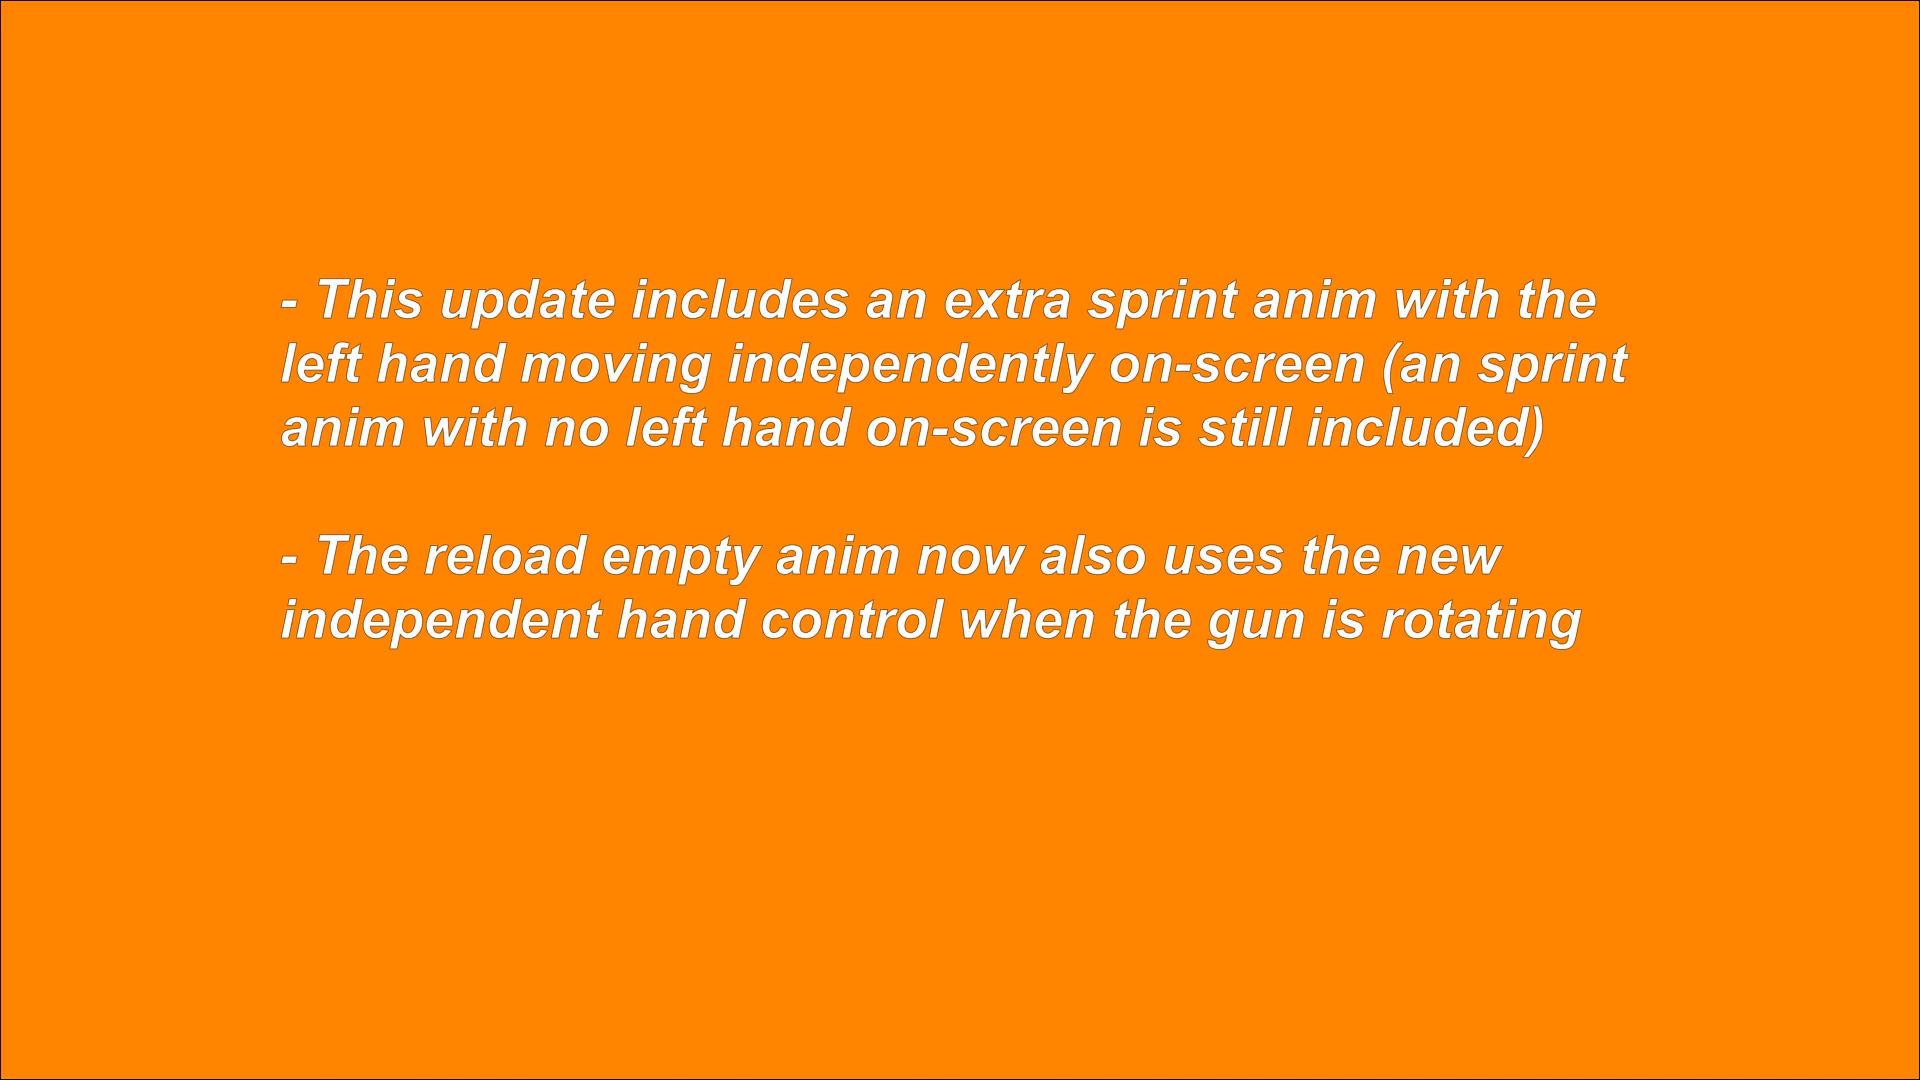 - This update includes an extra sprint anim with the
left hand moving independently on-screen (an sprint
anim with no left hand on-screen is still included)
- The reload empty anim now also uses the new
independent hand control when the gun is rotating